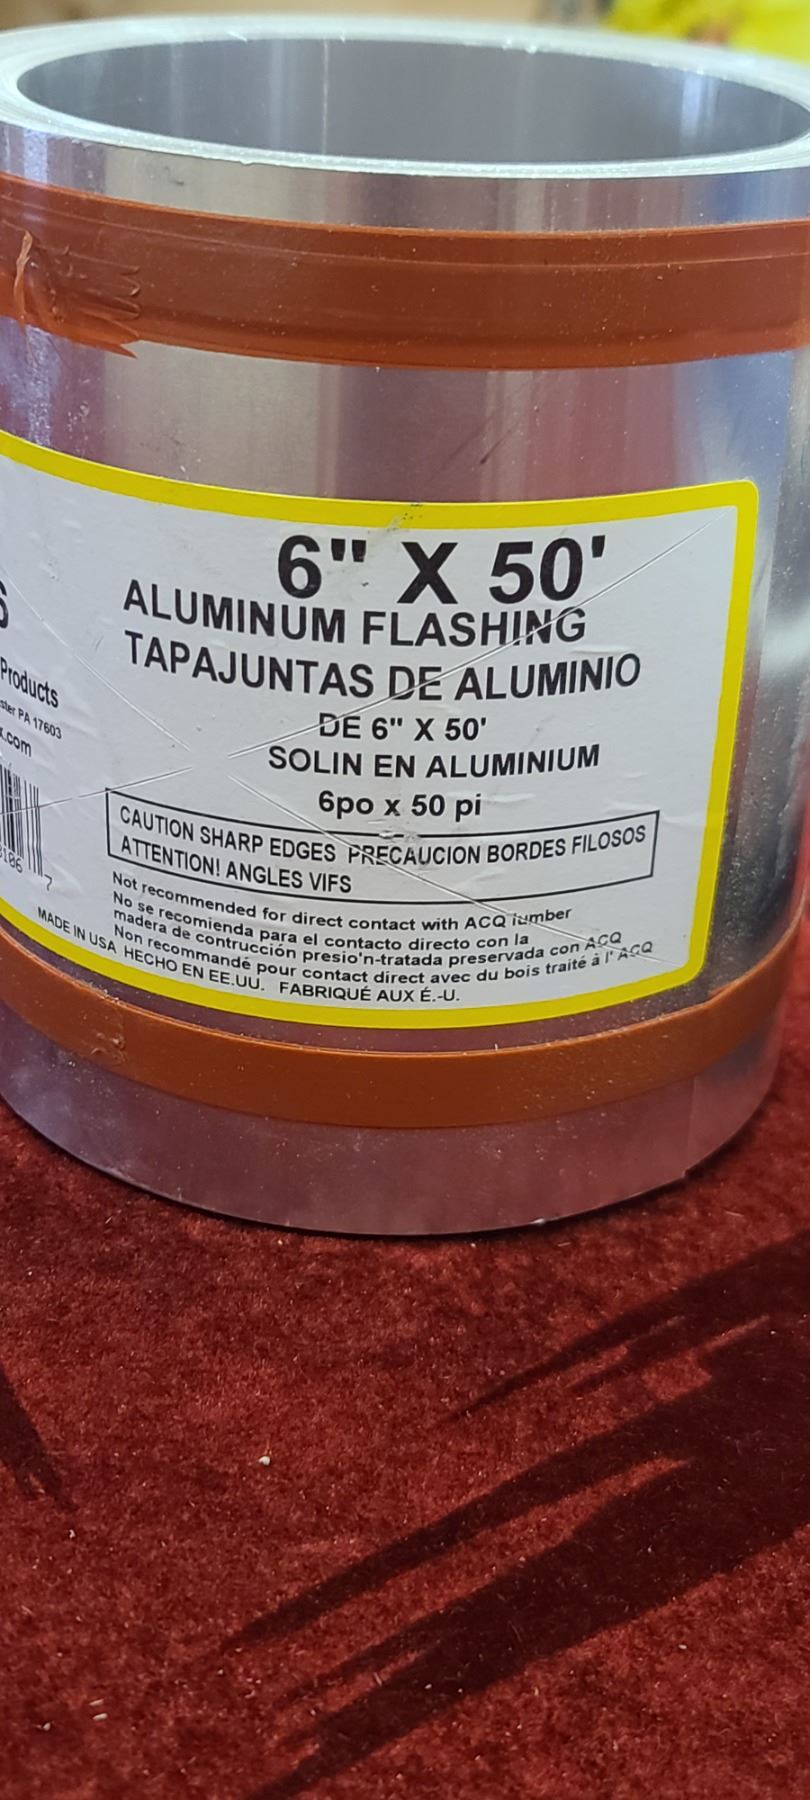 Products
PA 17603
.com
6" X 50'
ALUMINUM FLASHING
TAPAJUNTAS DE ALUMINIO
DE 6" X 50'
SOLIN EN ALUMINIUM
6po x 50 pi
CAUTION SHARP EDGES PRECAUCION BORDES FILOSOS
ATTENTION! ANGLES VIFS
Not recommended for direct contact with ACQ lumber
No se recomienda para el contacto directo con la
madera de contrucción presio'n-tratada preservada con ACQ
Non recommandé pour contact direct avec du bois traité à l' ACQ
MADE IN USA HECHO EN EE.UU. FABRIQUÉ AUX É.-U.